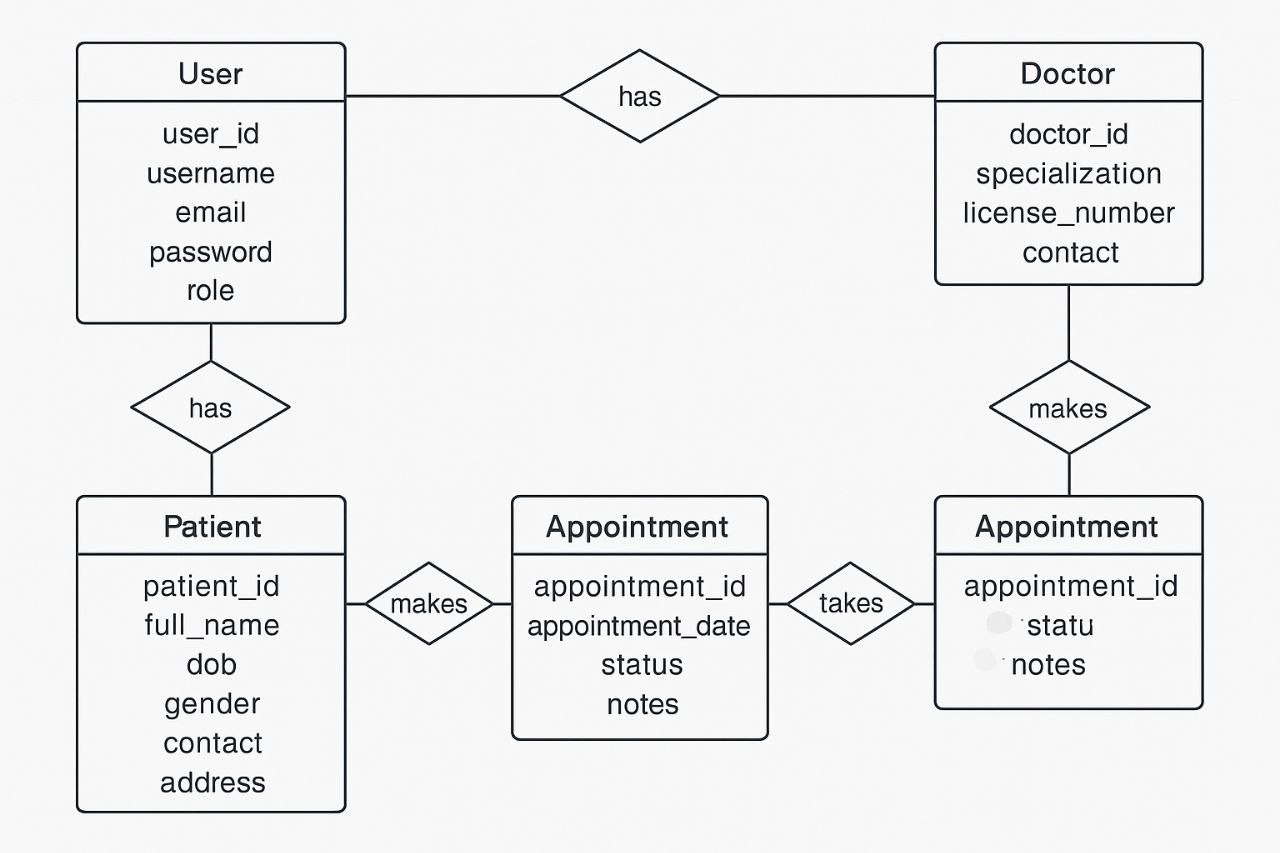 User
user_id
username
email
password
role
has
Doctor
doctor_id
specialization
license_number
contact
has
makes
Patient
patient_id
full_name
dob
gender
contact
address
makes
Appointment
appointment_id
appointment_date
status
notes
takes
Appointment
appointment_id
statu
notes